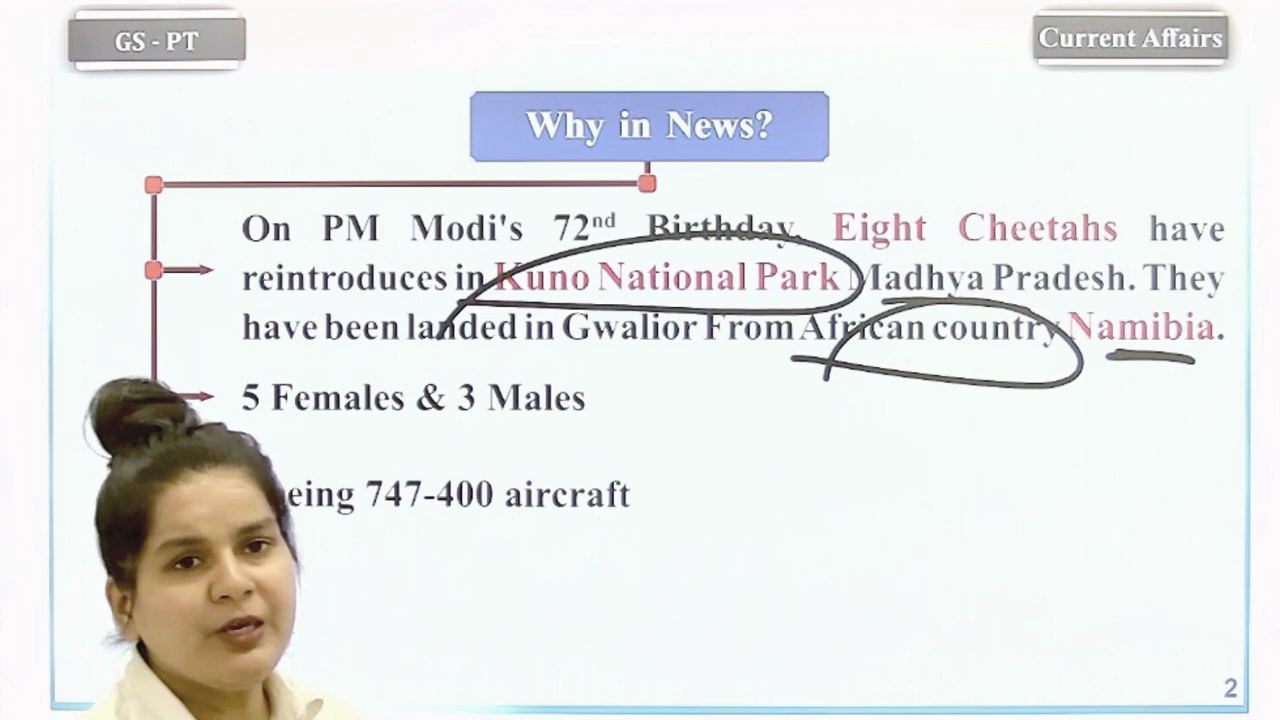 GS - PT
Current Affairs
Why in News?
On PM Modi's 72nd Birthday, Eight Cheetahs have
reintroduces in Kuno National Park Madhya Pradesh. They
have been landed in Gwalior From African country Namibia.
5 Females & 3 Males
eing 747-400 aircraft
2